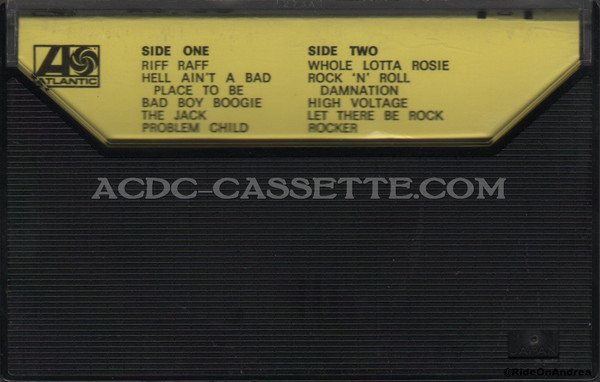 ATLANTIC
SIDE ONE
RIFF RAFF
HELL AIN'T A BAD
PLACE TO BE
BAD BOY BOOGIE
THE JACK
PROBLEM CHILD
SIDE TWO
WHOLE LOTTA ROSIE
ROCK 'N' ROLL
DAMNATION
HIGH VOLTAGE
LET THERE BE ROCK
ROCKER
ACDC-CASSETTE.COM
©RideOnAndrea